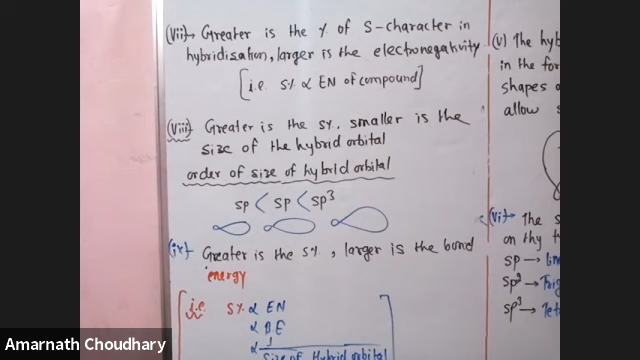 (vii)→ Greater is the % of S-character in
hybridisation, larger is the electronegativity
[i.e. S% α EN of compound]
(viii) Greater is the S%, smaller is the
size of the hybrid orbital
order of size of hybrid orbital
sp < sp < sp³
(ix)→ Greater is the S%, larger is the bond
energy
[i.e S% α EN
α B.E
α 1
size of Hybrid orbital
(v) The hyb
in the for
shapes
allow s
(vi)→ The s
on thy t
sp → lin
sp² → Trig
sp³ → Tet
Amarnath Choudhary